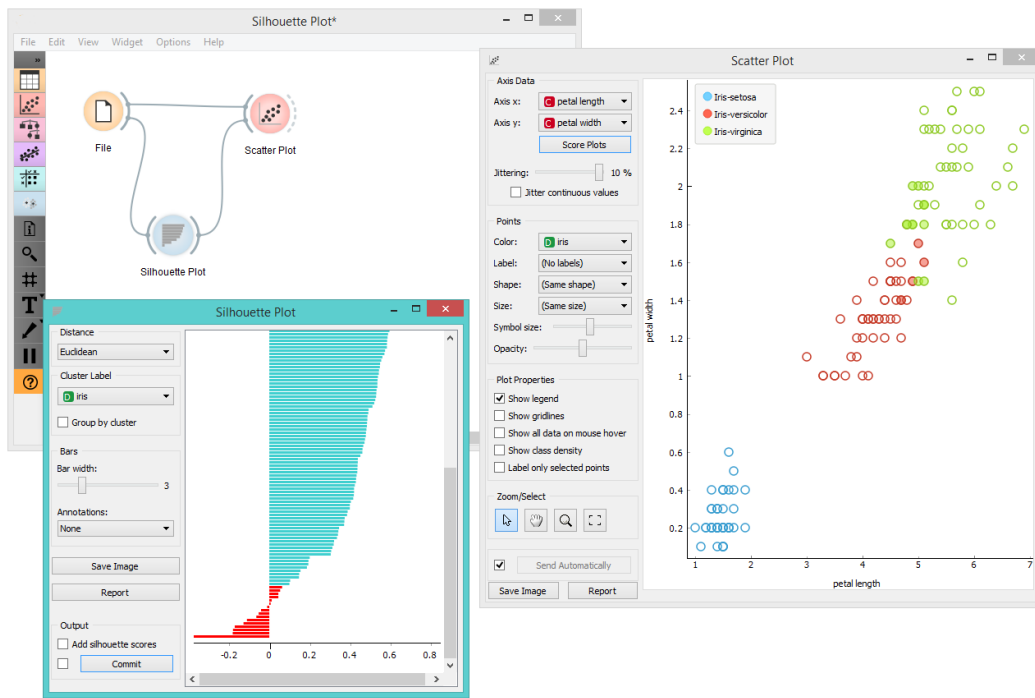 Silhouette Plot*
File Edit View Widget Options Help
File
Scatter Plot
Silhouette Plot
T
?
Scatter Plot
Axis Data
Axis x: C petal length
Axis y: C petal width
Score Plots
Jittering: 10 %
Jitter continuous values
Points
Color: D iris
Label: (No labels)
Shape: (Same shape)
Size: (Same size)
Symbol size:
Opacity:
Plot Properties
Show legend
Show gridlines
Show all data on mouse hover
Show class density
Label only selected points
Zoom/Select
Send Automatically
Save Image Report
Iris-setosa
Iris-versicolor
Iris-virginica
petal width
2.4
2.2
2
1.8
1.6
1.4
1.2
1
0.8
0.6
0.4
0.2
1 2 3 4 5 6 7
petal length
Silhouette Plot
Distance
Euclidean
Cluster Label
D iris
Group by cluster
Bars
Bar width:
3
Annotations:
None
Save Image
Report
Output
Add silhouette scores
Commit
-0.2 0 0.2 0.4 0.6 0.8